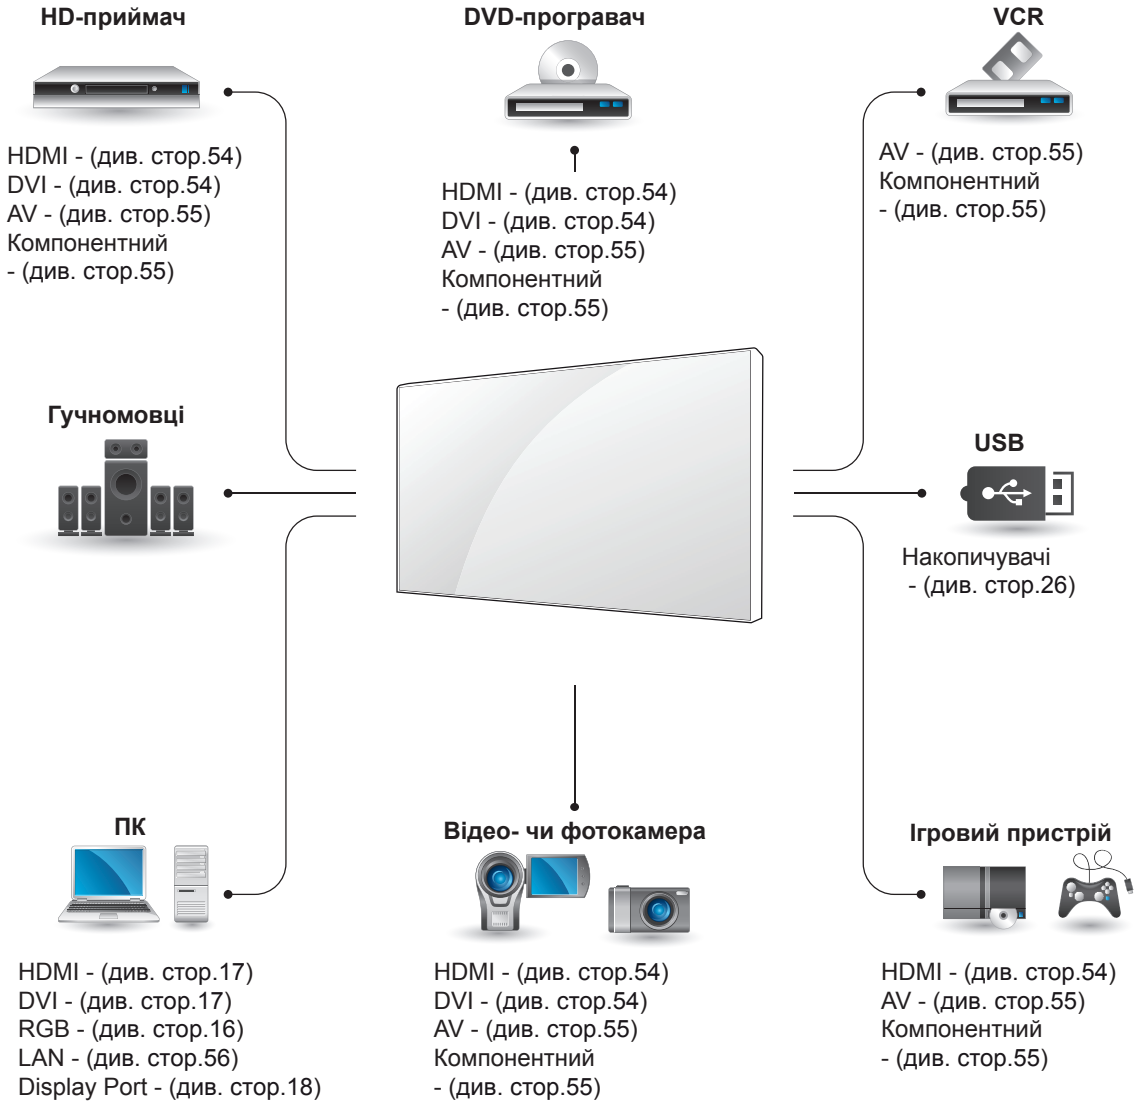 HD-приймач
HDMI - (див. стор.54)
DVI - (див. стор.54)
AV - (див. стор.55)
Компонентний
- (див. стор.55)
DVD-програвач
HDMI - (див. стор.54)
DVI - (див. стор.54)
AV - (див. стор.55)
Компонентний
- (див. стор.55)
VCR
AV - (див. стор.55)
Компонентний
- (див. стор.55)
Гучномовці
USB
Накопичувачі
- (див. стор.26)
ПК
HDMI - (див. стор.17)
DVI - (див. стор.17)
RGB - (див. стор.16)
LAN - (див. стор.56)
Display Port - (див. стор.18)
Відео- чи фотокамера
HDMI - (див. стор.54)
DVI - (див. стор.54)
AV - (див. стор.55)
Компонентний
- (див. стор.55)
Ігровий пристрій
HDMI - (див. стор.54)
AV - (див. стор.55)
Компонентний
- (див. стор.55)